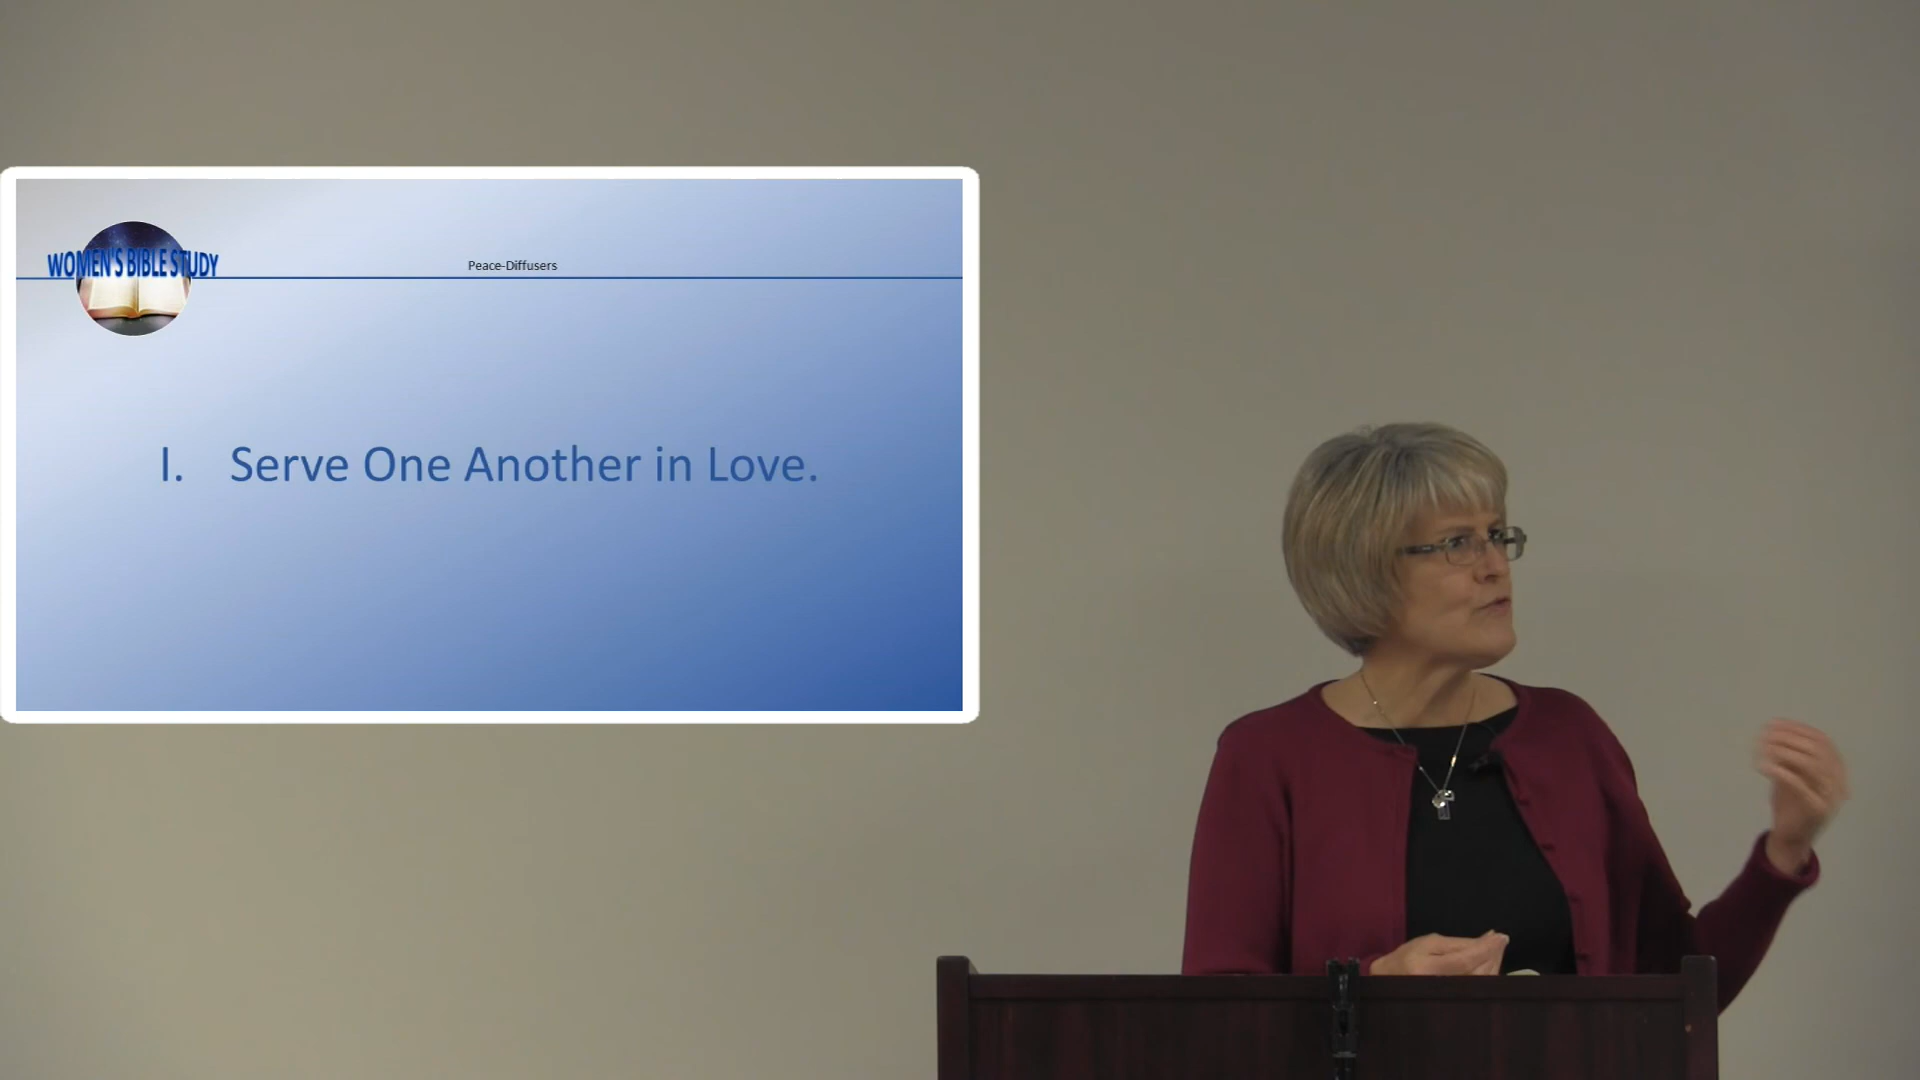 WOMEN'S BIBLE STUDY
Peace-Diffusers
I. Serve One Another in Love.